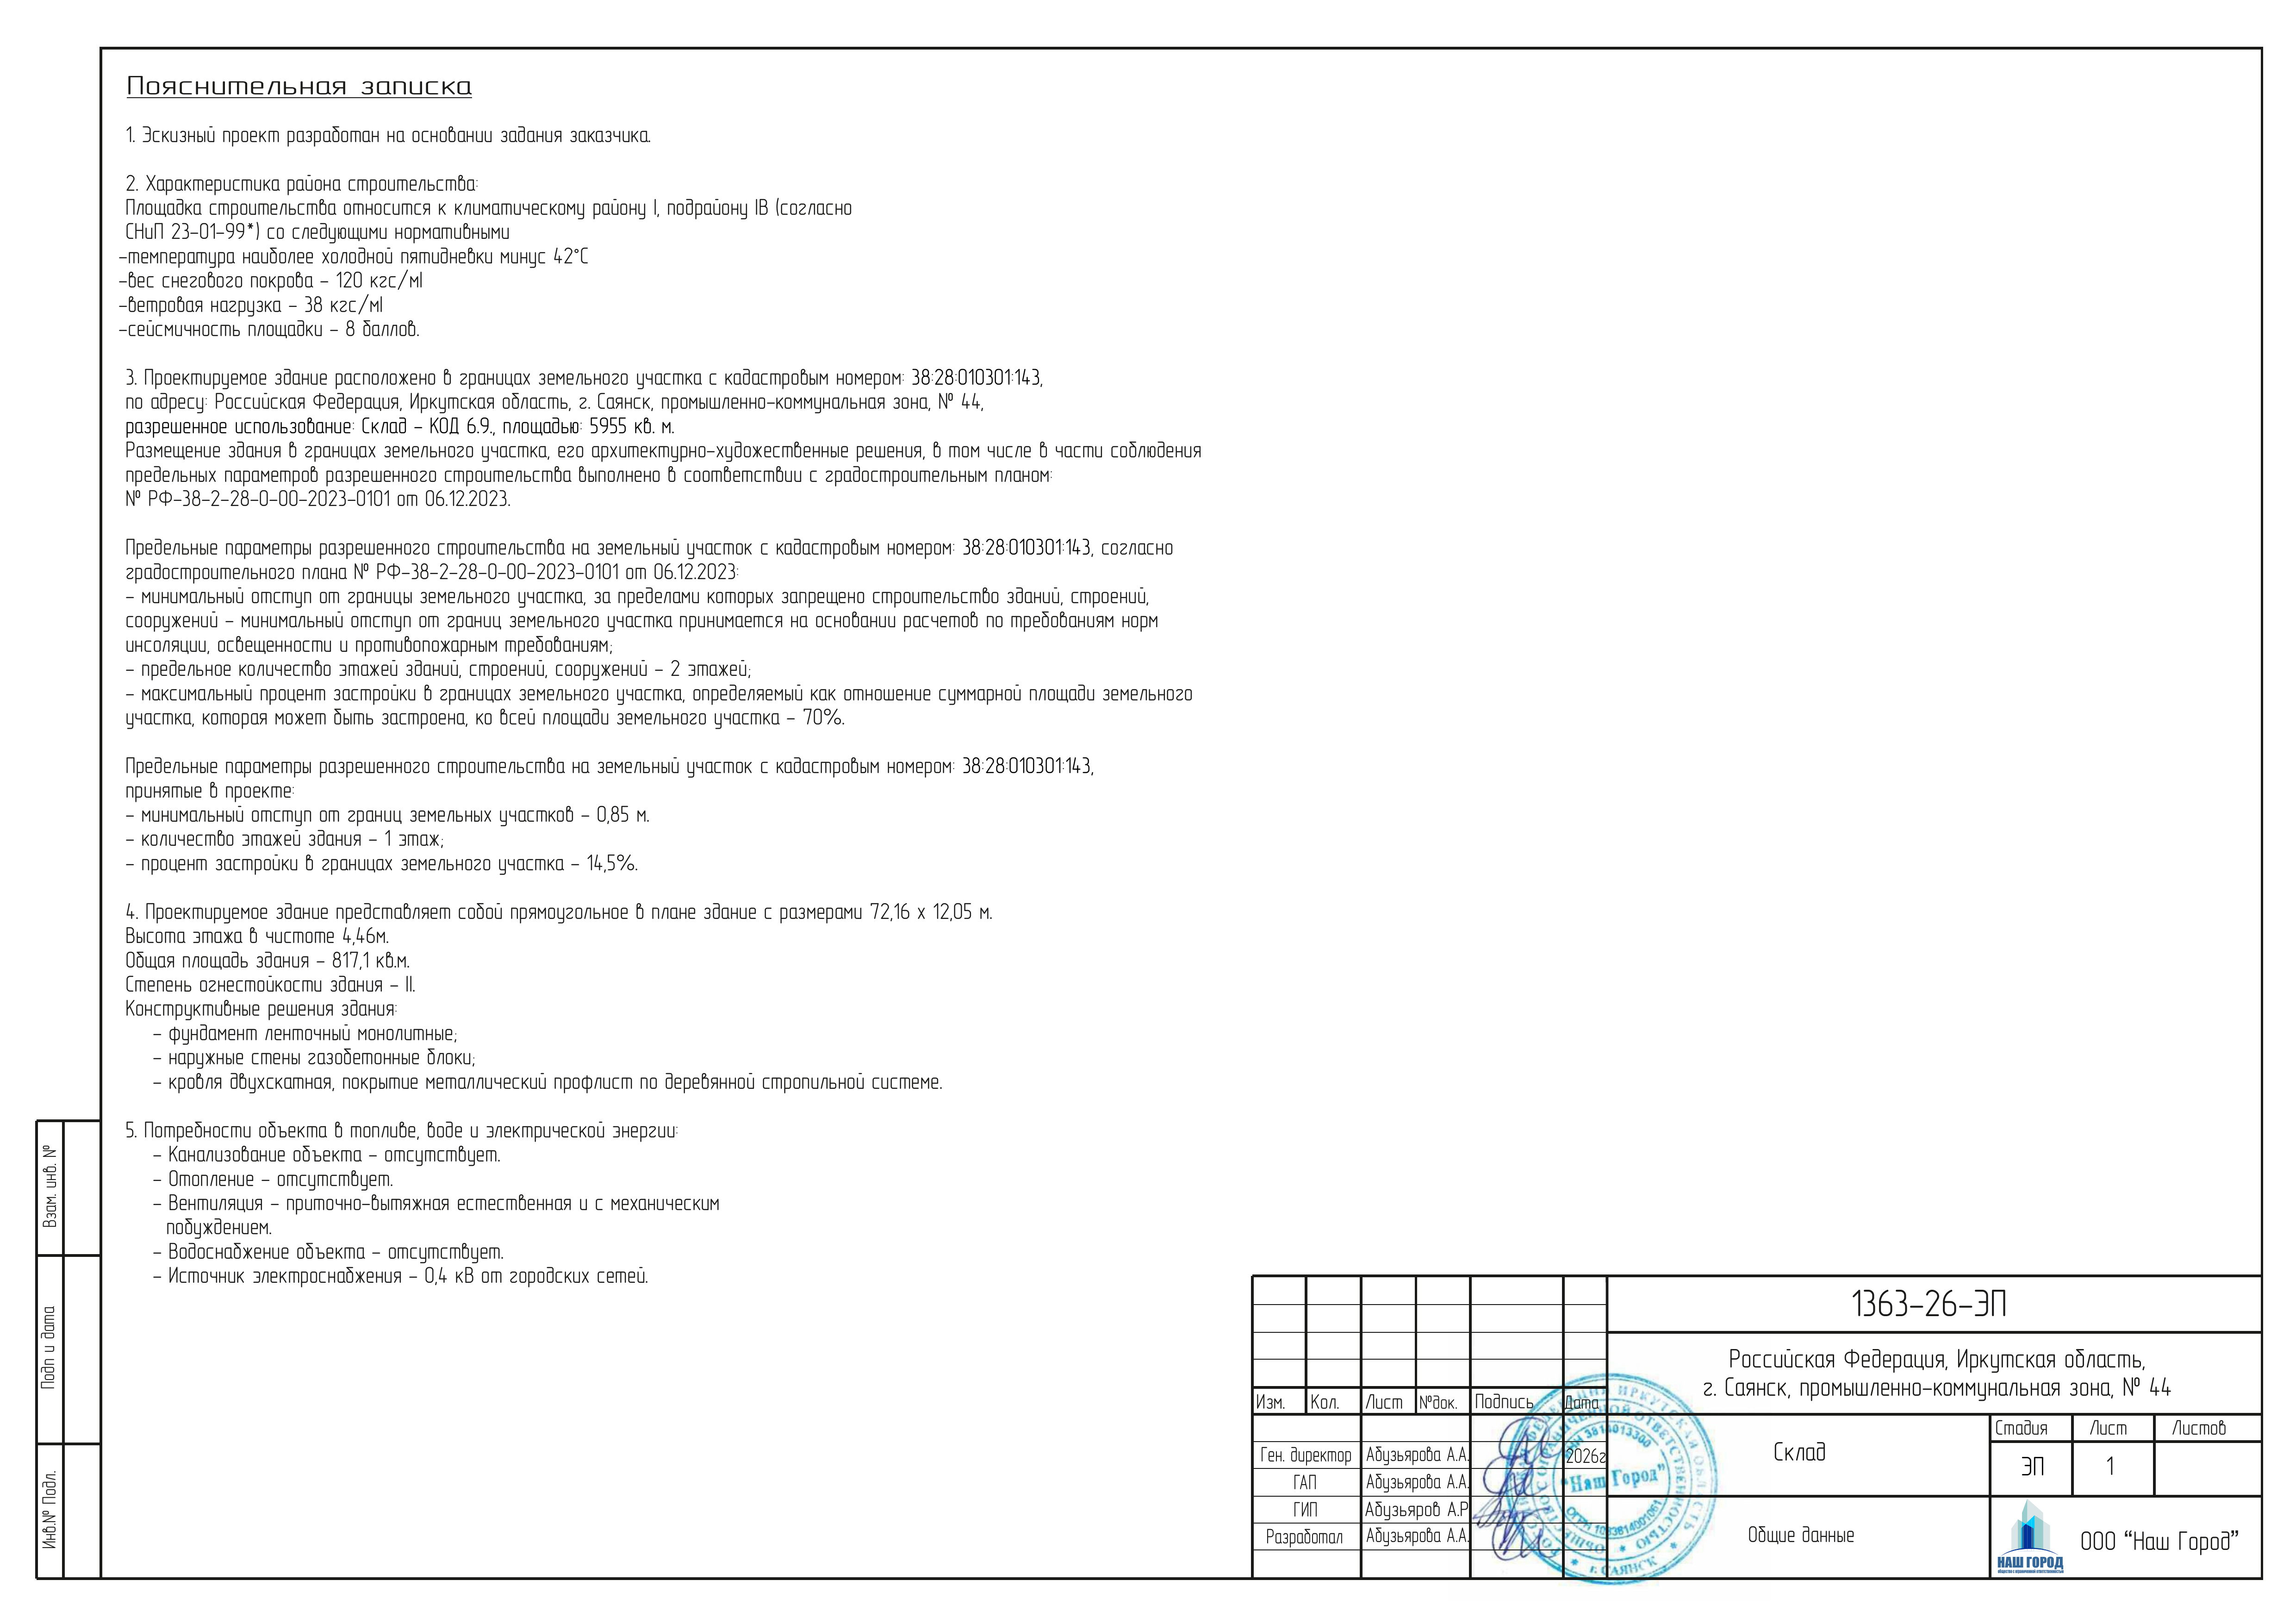 Пояснительная записка
1. Эскизный проект разработан на основании задания заказчика.
2. Характеристика района строительства:
Площадка строительства относится к климатическому району I, подрайону IВ (согласно
СНиП 23-01-99*) со следующими нормативными
-температура наиболее холодной пятидневки минус 42°С
-вес снегового покрова - 120 кгс/мI
-ветровая нагрузка - 38 кгс/мI
-сейсмичность площадки - 8 баллов.
3. Проектируемое здание расположено в границах земельного участка с кадастровым номером: 38:28:010301:143,
по адресу: Российская Федерация, Иркутская область, г. Саянск, промышленно-коммунальная зона, № 44,
разрешенное использование: Склад - КОД 6.9., площадью: 5955 кв. м.
Размещение здания в границах земельного участка, его архитектурно-художественные решения, в том числе в части соблюдения
предельных параметров разрешенного строительства выполнено в соответствии с градостроительным планом:
№ РФ-38-2-28-0-00-2023-0101 от 06.12.2023.
Предельные параметры разрешенного строительства на земельный участок с кадастровым номером: 38:28:010301:143, согласно
градостроительного плана № РФ-38-2-28-0-00-2023-0101 от 06.12.2023:
- минимальный отступ от границы земельного участка, за пределами которых запрещено строительство зданий, строений,
сооружений - минимальный отступ от границ земельного участка принимается на основании расчетов по требованиям норм
инсоляции, освещенности и противопожарным требованиям;
- предельное количество этажей зданий, строений, сооружений - 2 этажей;
- максимальный процент застройки в границах земельного участка, определяемый как отношение суммарной площади земельного
участка, которая может быть застроена, ко всей площади земельного участка - 70%.
Предельные параметры разрешенного строительства на земельный участок с кадастровым номером: 38:28:010301:143,
принятые в проекте:
- минимальный отступ от границ земельных участков - 0,85 м.
- количество этажей здания - 1 этаж;
- процент застройки в границах земельного участка - 14,5%.
4. Проектируемое здание представляет собой прямоугольное в плане здание с размерами 72,16 х 12,05 м.
Высота этажа в чистоте 4,46м.
Общая площадь здания - 817,1 кв.м.
Степень огнестойкости здания - II.
Конструктивные решения здания:
- фундамент ленточный монолитные;
- наружные стены газобетонные блоки;
- кровля двухскатная, покрытие металлический профлист по деревянной стропильной системе.
5. Потребности объекта в топливе, воде и электрической энергии:
- Канализование объекта - отсутствует.
- Отопление - отсутствует.
- Вентиляция - приточно-вытяжная естественная и с механическим
побуждением.
- Водоснабжение объекта - отсутствует.
- Источник электроснабжения - 0,4 кВ от городских сетей.
Взам. инв. №
Подп и дата
Инв.№ Подл.
1363-26-ЭП
Российская Федерация, Иркутская область,
г. Саянск, промышленно-коммунальная зона, № 44
Изм. Кол. Лист №док. Подпись Дата
Ген. директор Абузьярова А.А. 2026г
ГАП Абузьярова А.А.
ГИП Абузьяров А.Р
Разработал Абузьярова А.А.
Склад
Стадия Лист Листов
ЭП 1
Общие данные
НАШ ГОРОД
общество с ограниченной ответственностью
ООО "Наш Город"
"Наш Город"
ИНН 3814013300
г. САЯНСК